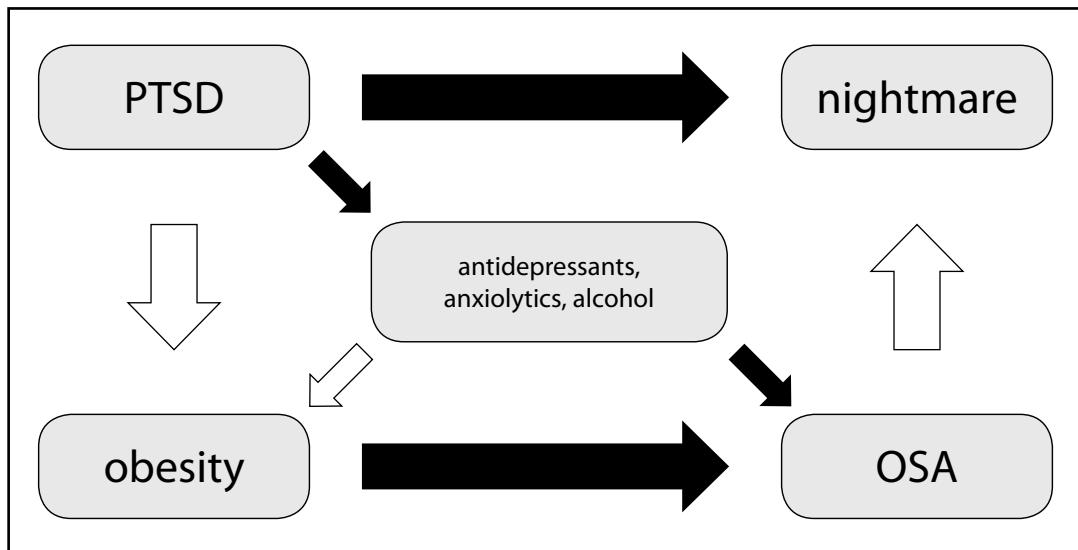 PTSD
nightmare
antidepressants,
anxiolytics, alcohol
obesity
OSA